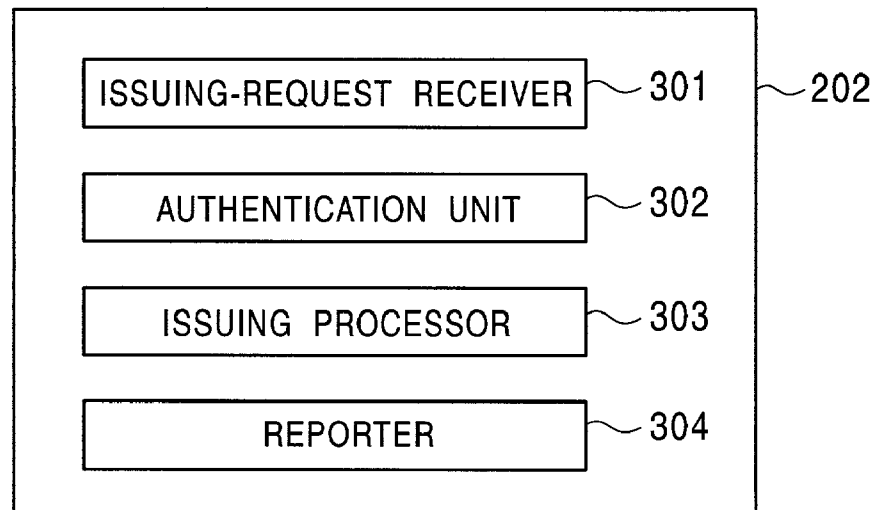 ISSUING-REQUEST RECEIVER 301
202
AUTHENTICATION UNIT 302
ISSUING PROCESSOR 303
REPORTER 304